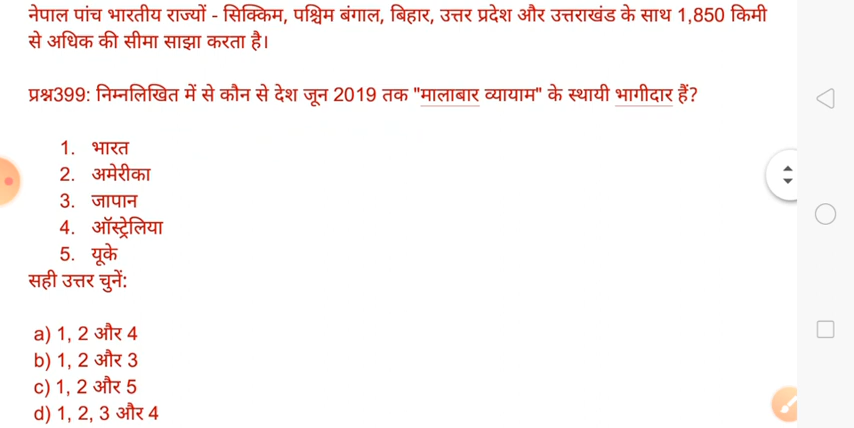 नेपाल पांच भारतीय राज्यों - सिक्किम, पश्चिम बंगाल, बिहार, उत्तर प्रदेश और उत्तराखंड के साथ 1,850 किमी
से अधिक की सीमा साझा करता है।
प्रश्न399: निम्नलिखित में से कौन से देश जून 2019 तक "मालाबार व्यायाम" के स्थायी भागीदार हैं?
1. भारत
2. अमेरीका
3. जापान
4. ऑस्ट्रेलिया
5. यूके
सही उत्तर चुनें:
a) 1, 2 और 4
b) 1, 2 और 3
c) 1, 2 और 5
d) 1, 2, 3 और 4